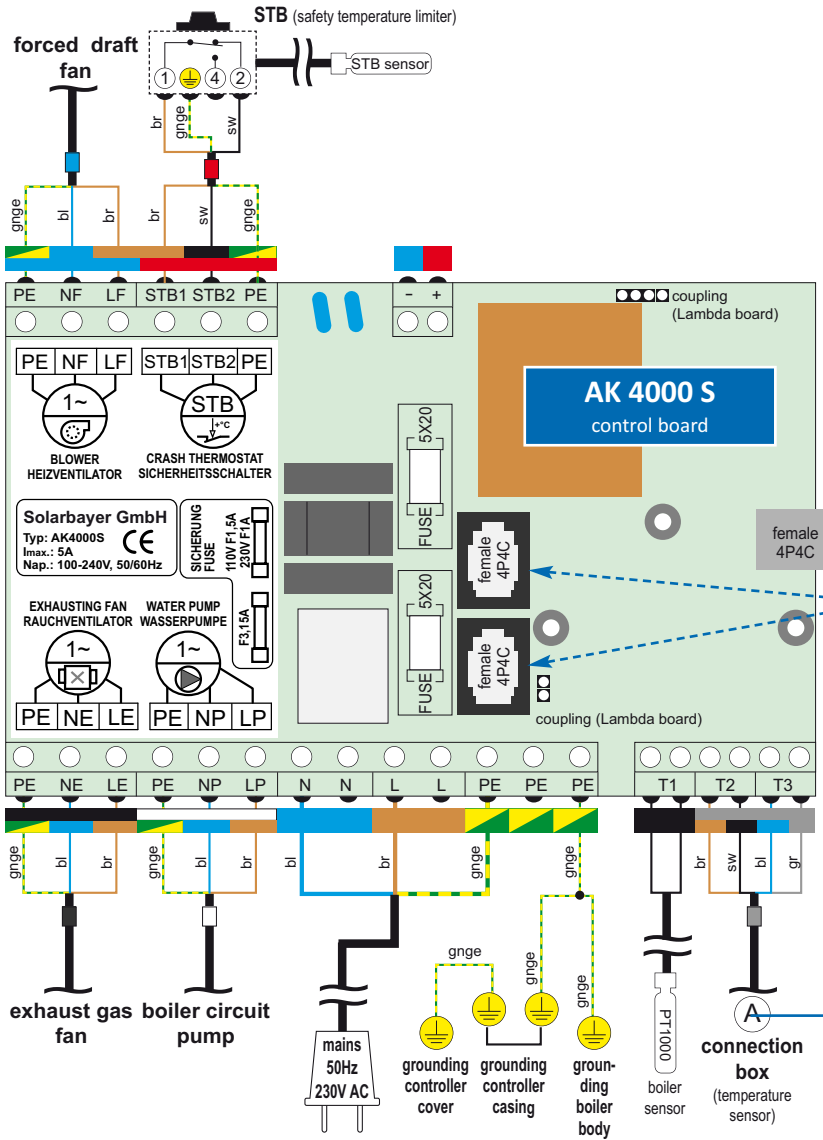 STB (safety temperature limiter)
forced draft
fan
1
4
2
STB sensor
br
gnge
sw
gnge
bl
br
br
sw
gnge
PE NF LF STB1 STB2 PE
- +
coupling
(Lambda board)
PE NF LF
STB1 STB2 PE
1~
STB
+°C
BLOWER
HEIZVENTILATOR
CRASH THERMOSTAT
SICHERHEITSSCHALTER
AK 4000 S
control board
FUSE 5X20
Solarbayer GmbH
Typ: AK4000S
Imax.: 5A
Nap.: 100-240V, 50/60Hz
CE
SICHERUNG
FUSE
110V F1,5A
230V F1A
F3,15A
female
4P4C
female
4P4C
EXHAUSTING FAN
RAUCHVENTILATOR
WATER PUMP
WASSERPUMPE
1~
1~
PE NE LE
PE NP LP
FUSE 5X20
female
4P4C
coupling (Lambda board)
PE NE LE PE NP LP N N L L PE PE PE
T1 T2 T3
gnge
bl
br
gnge
bl
br
bl
br
gnge
gnge
br
sw
bl
gr
gnge
gnge
gnge
exhaust gas
fan
boiler circuit
pump
mains
50Hz
230V AC
grounding
controller
cover
grounding
controller
casing
groun-
ding
boiler
body
PT1000
boiler
sensor
A
connection
box
(temperature
sensor)